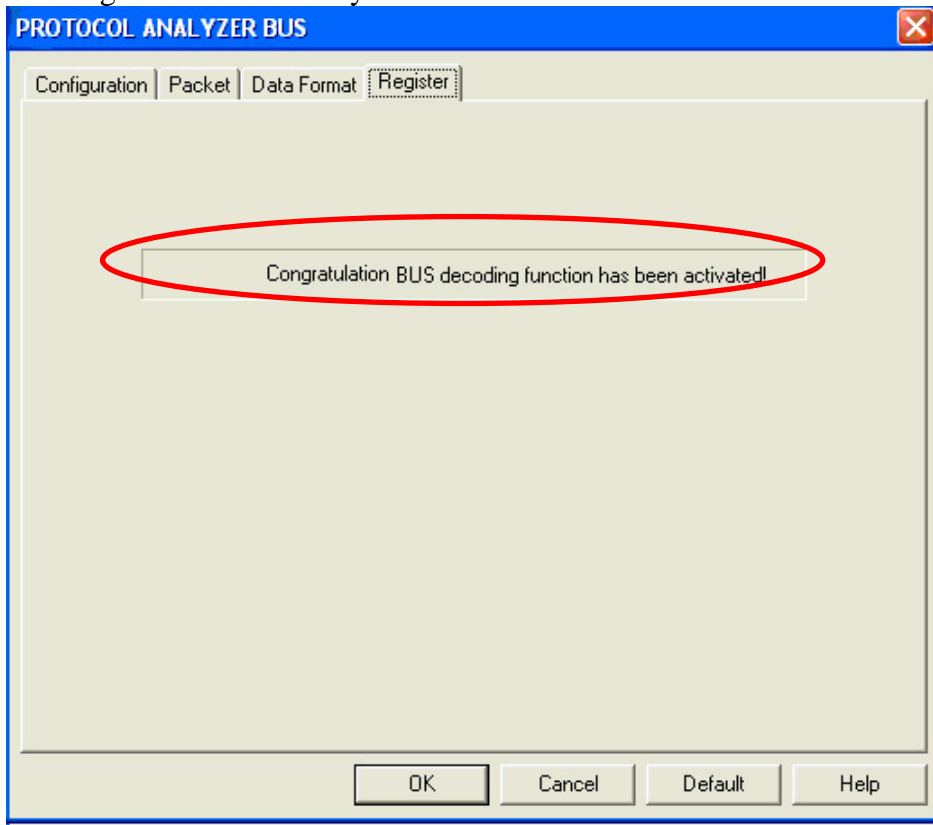 PROTOCOL ANALYZER BUS
Configuration Packet Data Format Register
Congratulation BUS decoding function has been activated!
OK Cancel Default Help